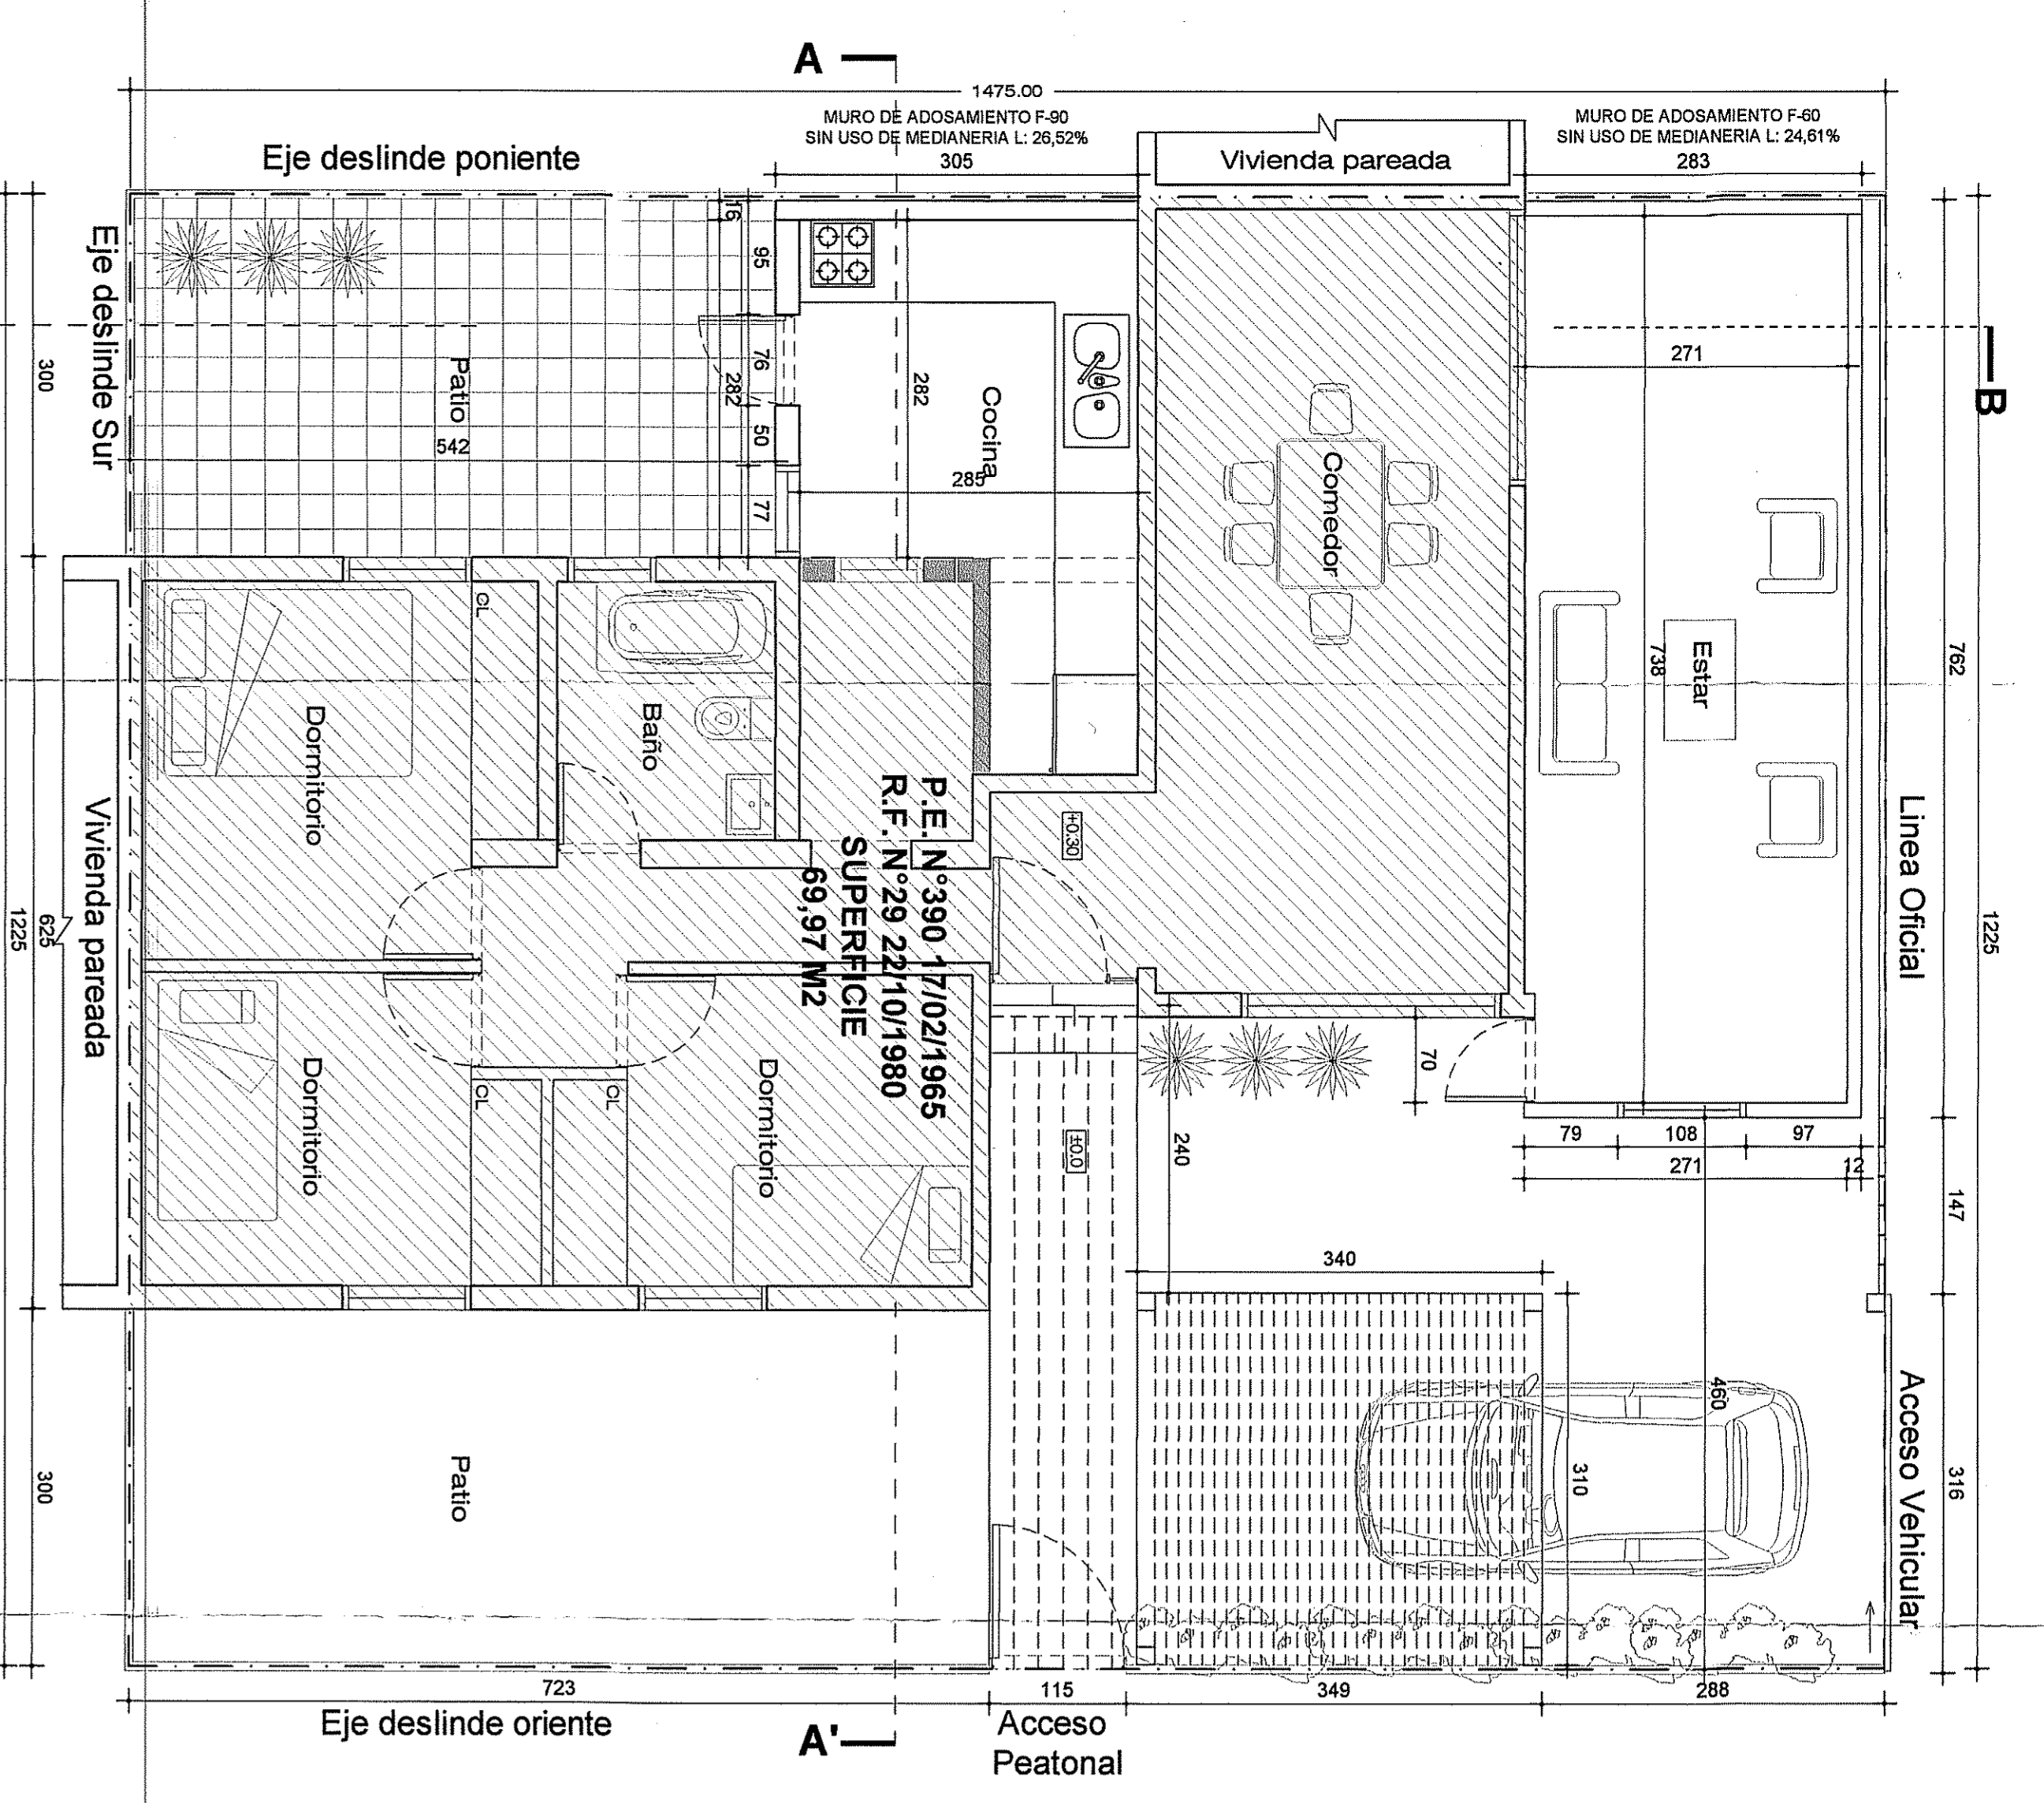 A
1475.00
MURO DE ADOSAMIENTO F-90
SIN USO DE MEDIANERIA L: 26,52%
305
MURO DE ADOSAMIENTO F-60
SIN USO DE MEDIANERIA L: 24,61%
283
Eje deslinde poniente
Vivienda pareada
Eje deslinde Sur
300
625
1225
300
Vivienda pareada
Patio
542
16
95
76
282
50
77
282
Cocina
285
Comedor
271
738
Estar
B
762
1225
147
316
Linea Oficial
Acceso Vehicular
Dormitorio
CL
Baño
+0.30
P.E. N°390 17/02/1965
R.F. N°29 22/10/1980
SUPERFICIE
69,97 M2
Dormitorio
CL
CL
Dormitorio
±0.0
70
240
79
108
97
271
12
340
460
310
Patio
723
115
349
288
Eje deslinde oriente
A'
Acceso
Peatonal